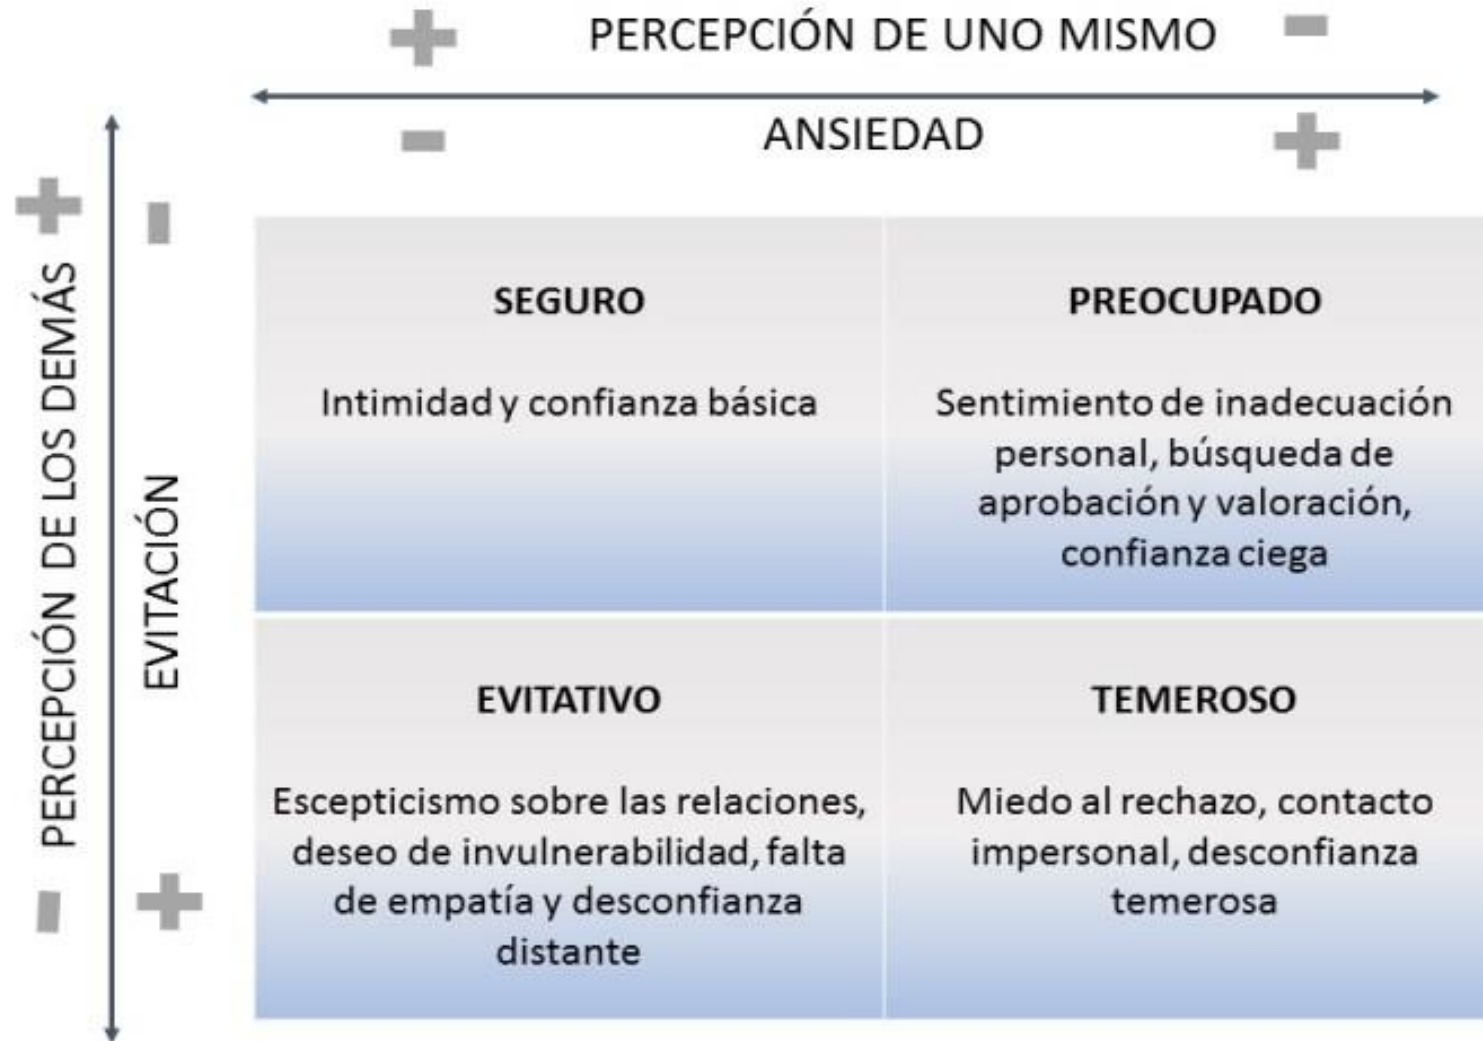 + PERCEPCIÓN DE UNO MISMO -
- ANSIEDAD +
+ PERCEPCIÓN DE LOS DEMÁS -
- EVITACIÓN +
SEGURO
Intimidad y confianza básica
PREOCUPADO
Sentimiento de inadecuación
personal, búsqueda de
aprobación y valoración,
confianza ciega
EVITATIVO
Escepticismo sobre las relaciones,
deseo de invulnerabilidad, falta
de empatía y desconfianza
distante
TEMEROSO
Miedo al rechazo, contacto
impersonal, desconfianza
temerosa